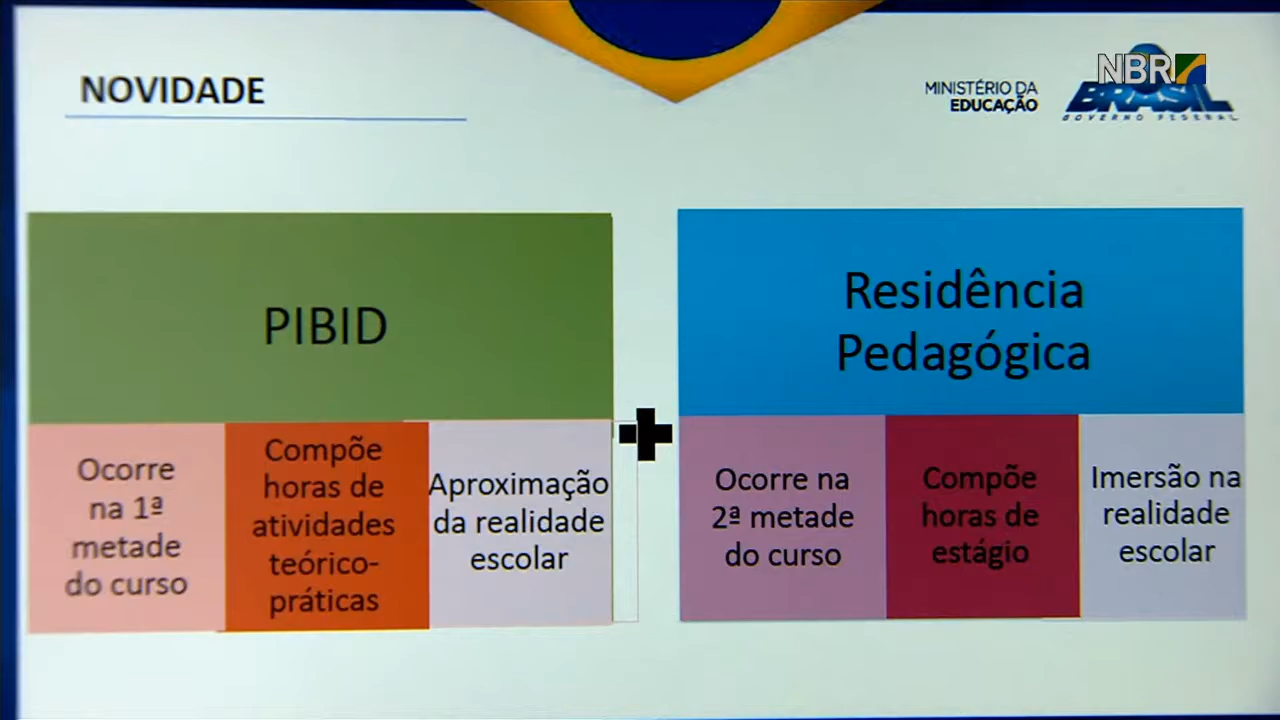 NOVIDADE
MINISTÉRIO DA
EDUCAÇÃO
NBR
BRASIL
GOVERNO FEDERAL
PIBID
Ocorre
na 1ª
metade
do curso
Compõe
horas de
atividades
teórico-
práticas
Aproximação
da realidade
escolar
Residência
Pedagógica
Ocorre na
2ª metade
do curso
Compõe
horas de
estágio
Imersão na
realidade
escolar